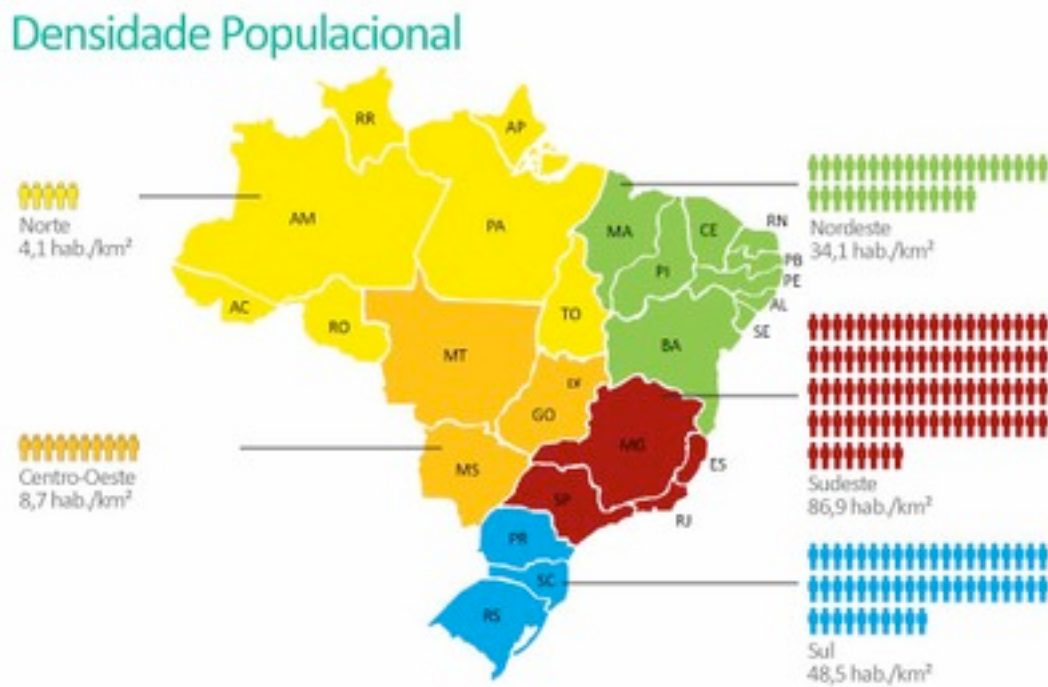 Densidade Populacional
RR
AP
AM
PA
AC
RO
TO
MT
DF
GO
MS
MA
PI
CE
RN
PB
PE
AL
SE
BA
MG
ES
SP
RJ
PR
SC
RS
Norte
4,1 hab./km²
Centro-Oeste
8,7 hab./km²
Nordeste
34,1 hab./km²
Sudeste
86,9 hab./km²
Sul
48,5 hab./km²